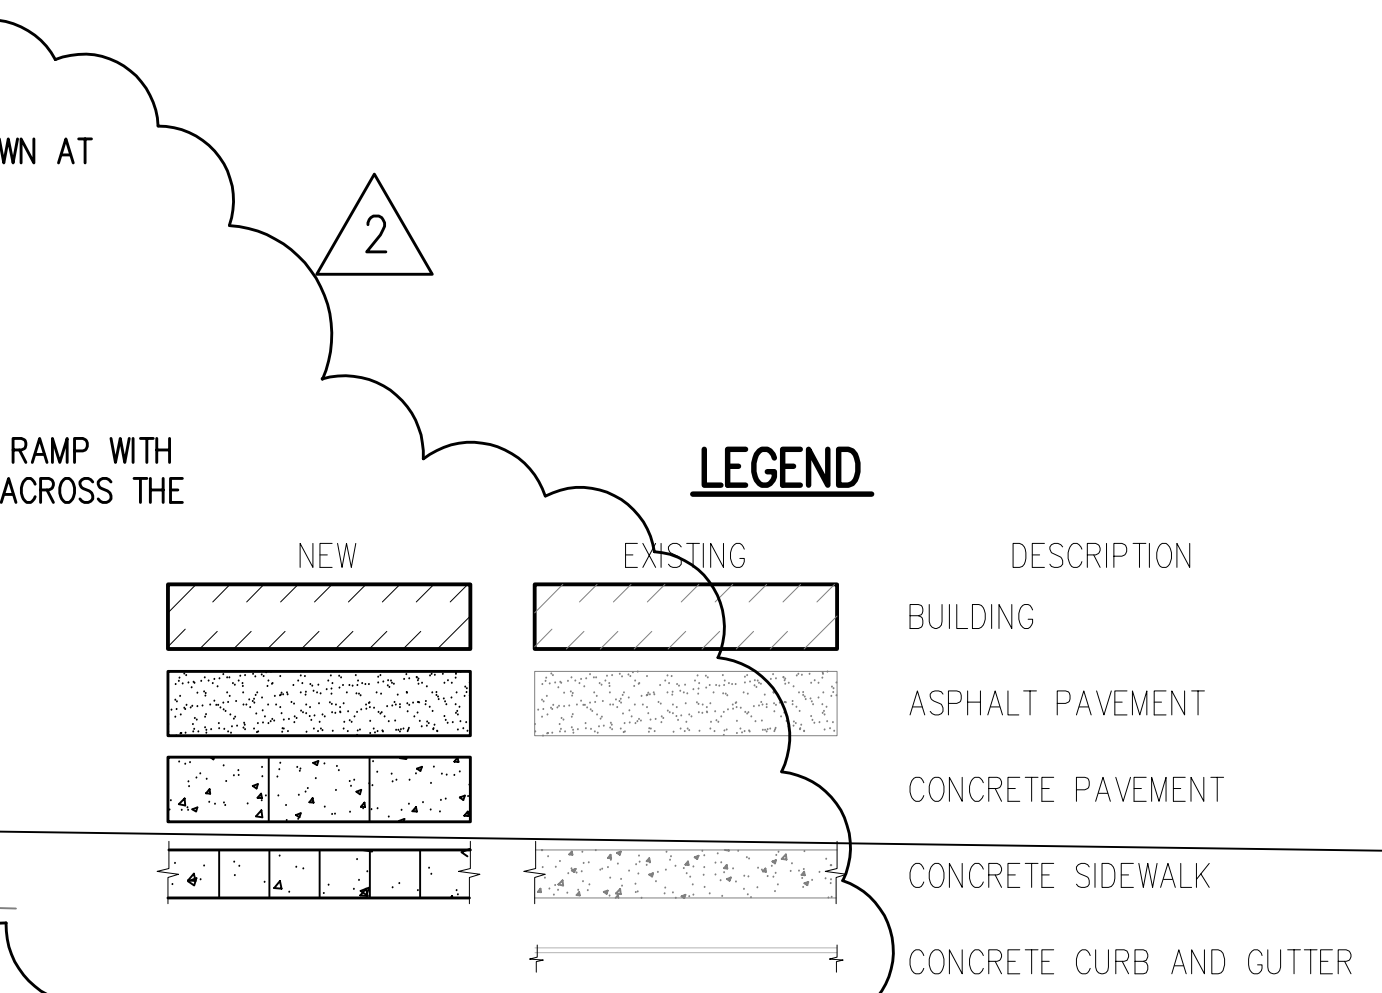 WN AT
2
RAMP WITH
ACROSS THE
LEGEND
NEW EXISTING DESCRIPTION
BUILDING
ASPHALT PAVEMENT
CONCRETE PAVEMENT
CONCRETE SIDEWALK
CONCRETE CURB AND GUTTER